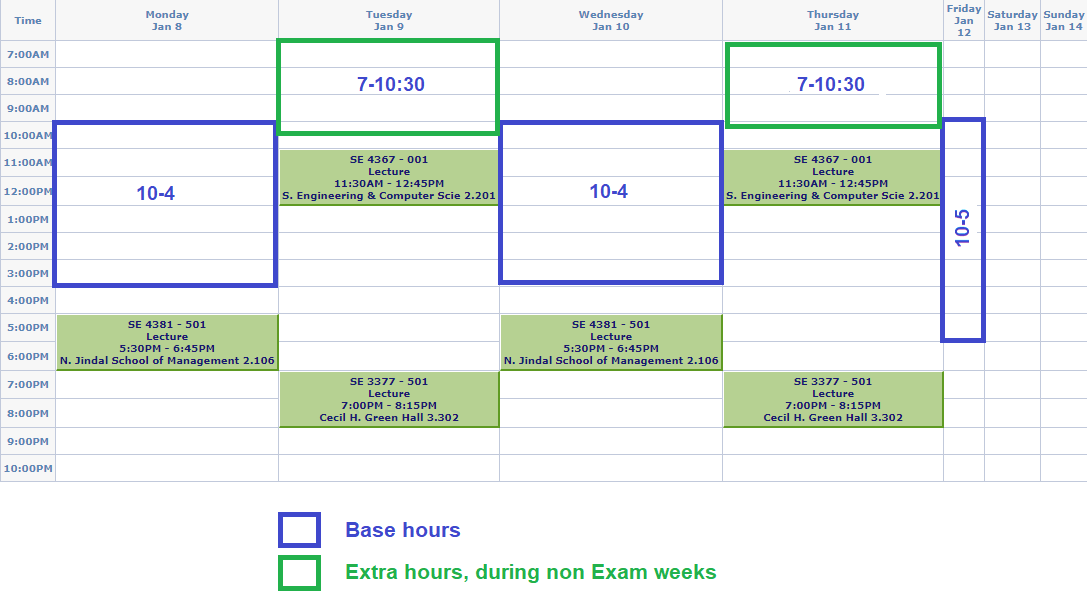 Time
Monday
Jan 8
Tuesday
Jan 9
Wednesday
Jan 10
Thursday
Jan 11
Friday
Jan
12
Saturday
Jan 13
Sunday
Jan 14
7:00AM
8:00AM
7-10:30
7-10:30
9:00AM
10:00AM
11:00AM
SE 4367 - 001
Lecture
11:30AM - 12:45PM
S. Engineering & Computer Scie 2.201
SE 4367 - 001
Lecture
11:30AM - 12:45PM
S. Engineering & Computer Scie 2.201
12:00PM
10-4
10-4
10-5
1:00PM
2:00PM
3:00PM
4:00PM
5:00PM
SE 4381 - 501
Lecture
5:30PM - 6:45PM
N. Jindal School of Management 2.106
SE 4381 - 501
Lecture
5:30PM - 6:45PM
N. Jindal School of Management 2.106
6:00PM
7:00PM
SE 3377 - 501
Lecture
7:00PM - 8:15PM
Cecil H. Green Hall 3.302
SE 3377 - 501
Lecture
7:00PM - 8:15PM
Cecil H. Green Hall 3.302
8:00PM
9:00PM
10:00PM
Base hours
Extra hours, during non Exam weeks